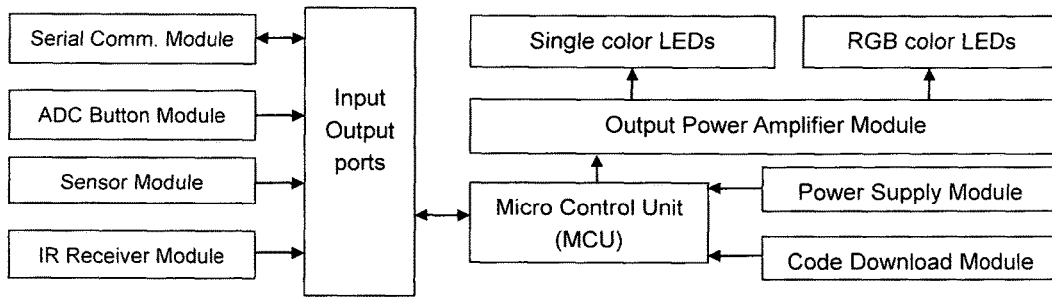 Serial Comm. Module
ADC Button Module
Sensor Module
IR Receiver Module
Input
Output
ports
Single color LEDs
RGB color LEDs
Output Power Amplifier Module
Micro Control Unit
(MCU)
Power Supply Module
Code Download Module